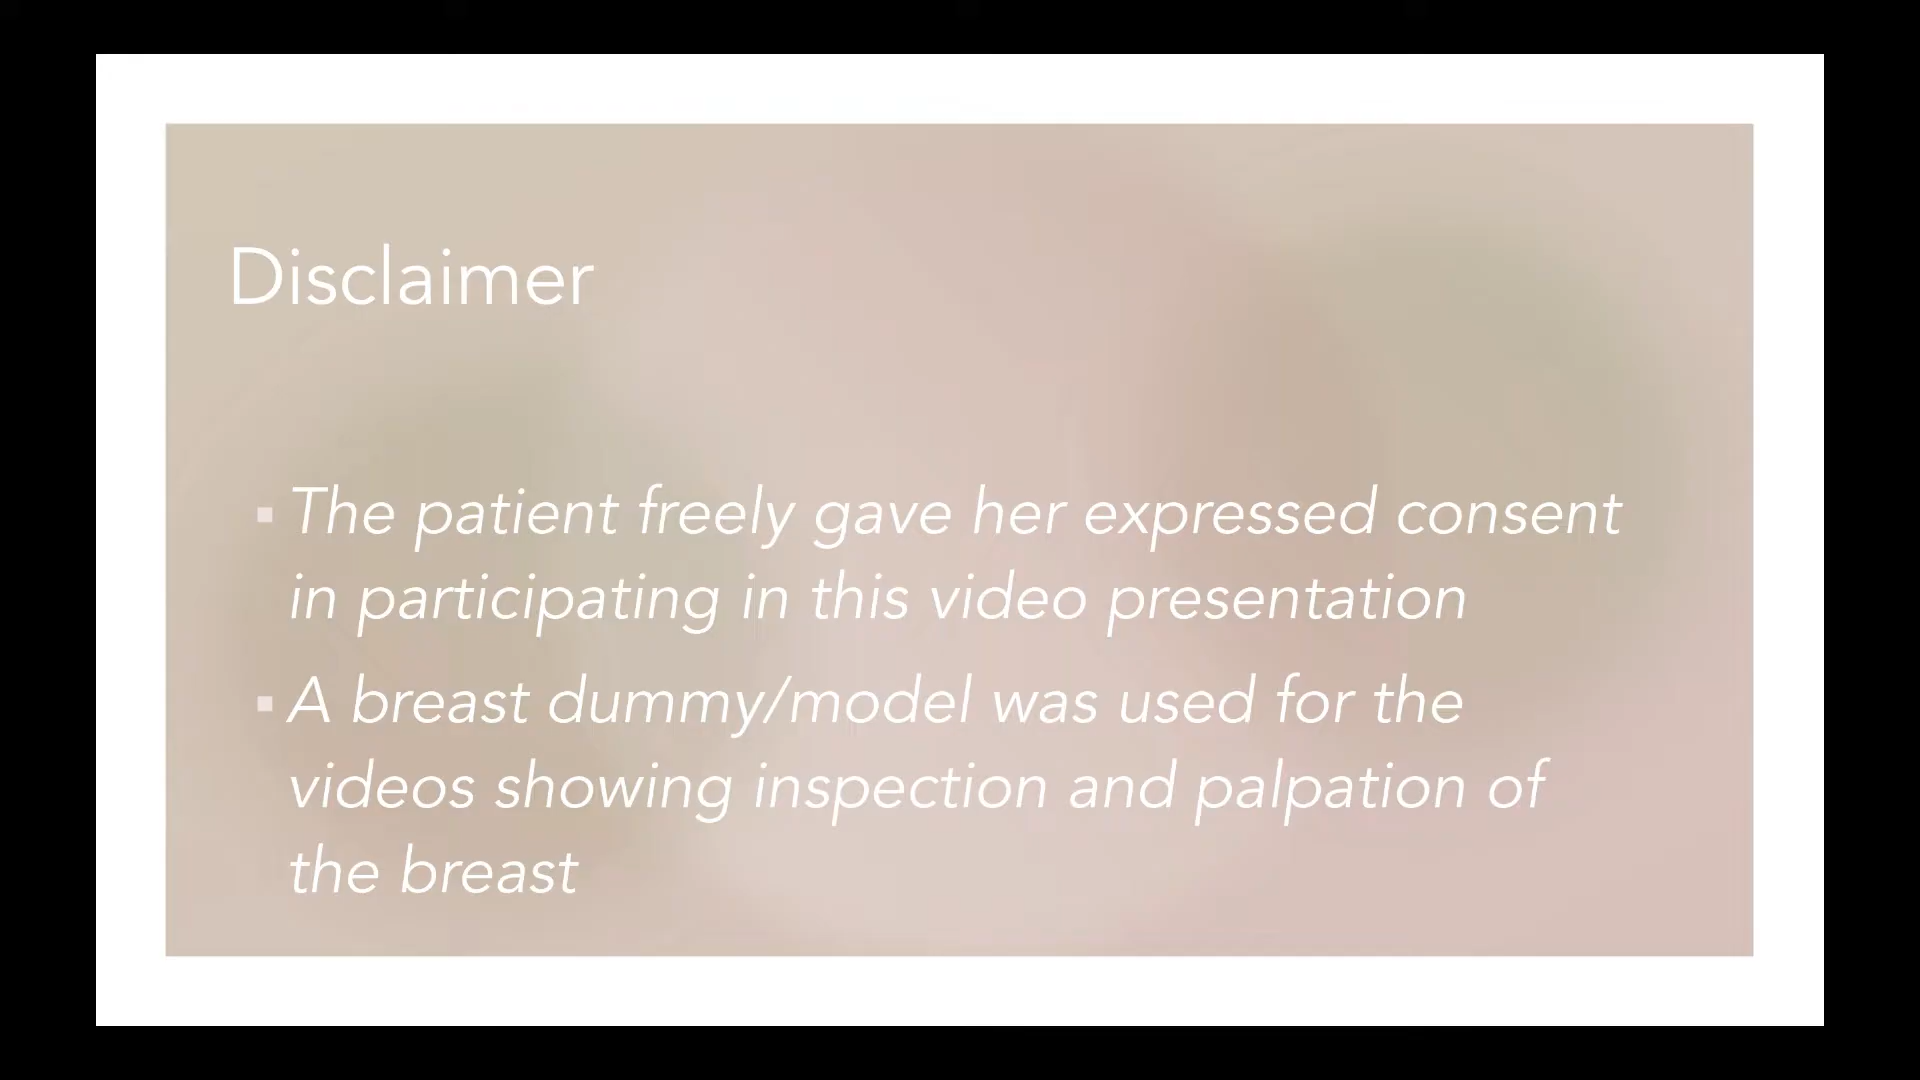 Disclaimer
▪ The patient freely gave her expressed consent
in participating in this video presentation
▪ A breast dummy/model was used for the
videos showing inspection and palpation of
the breast